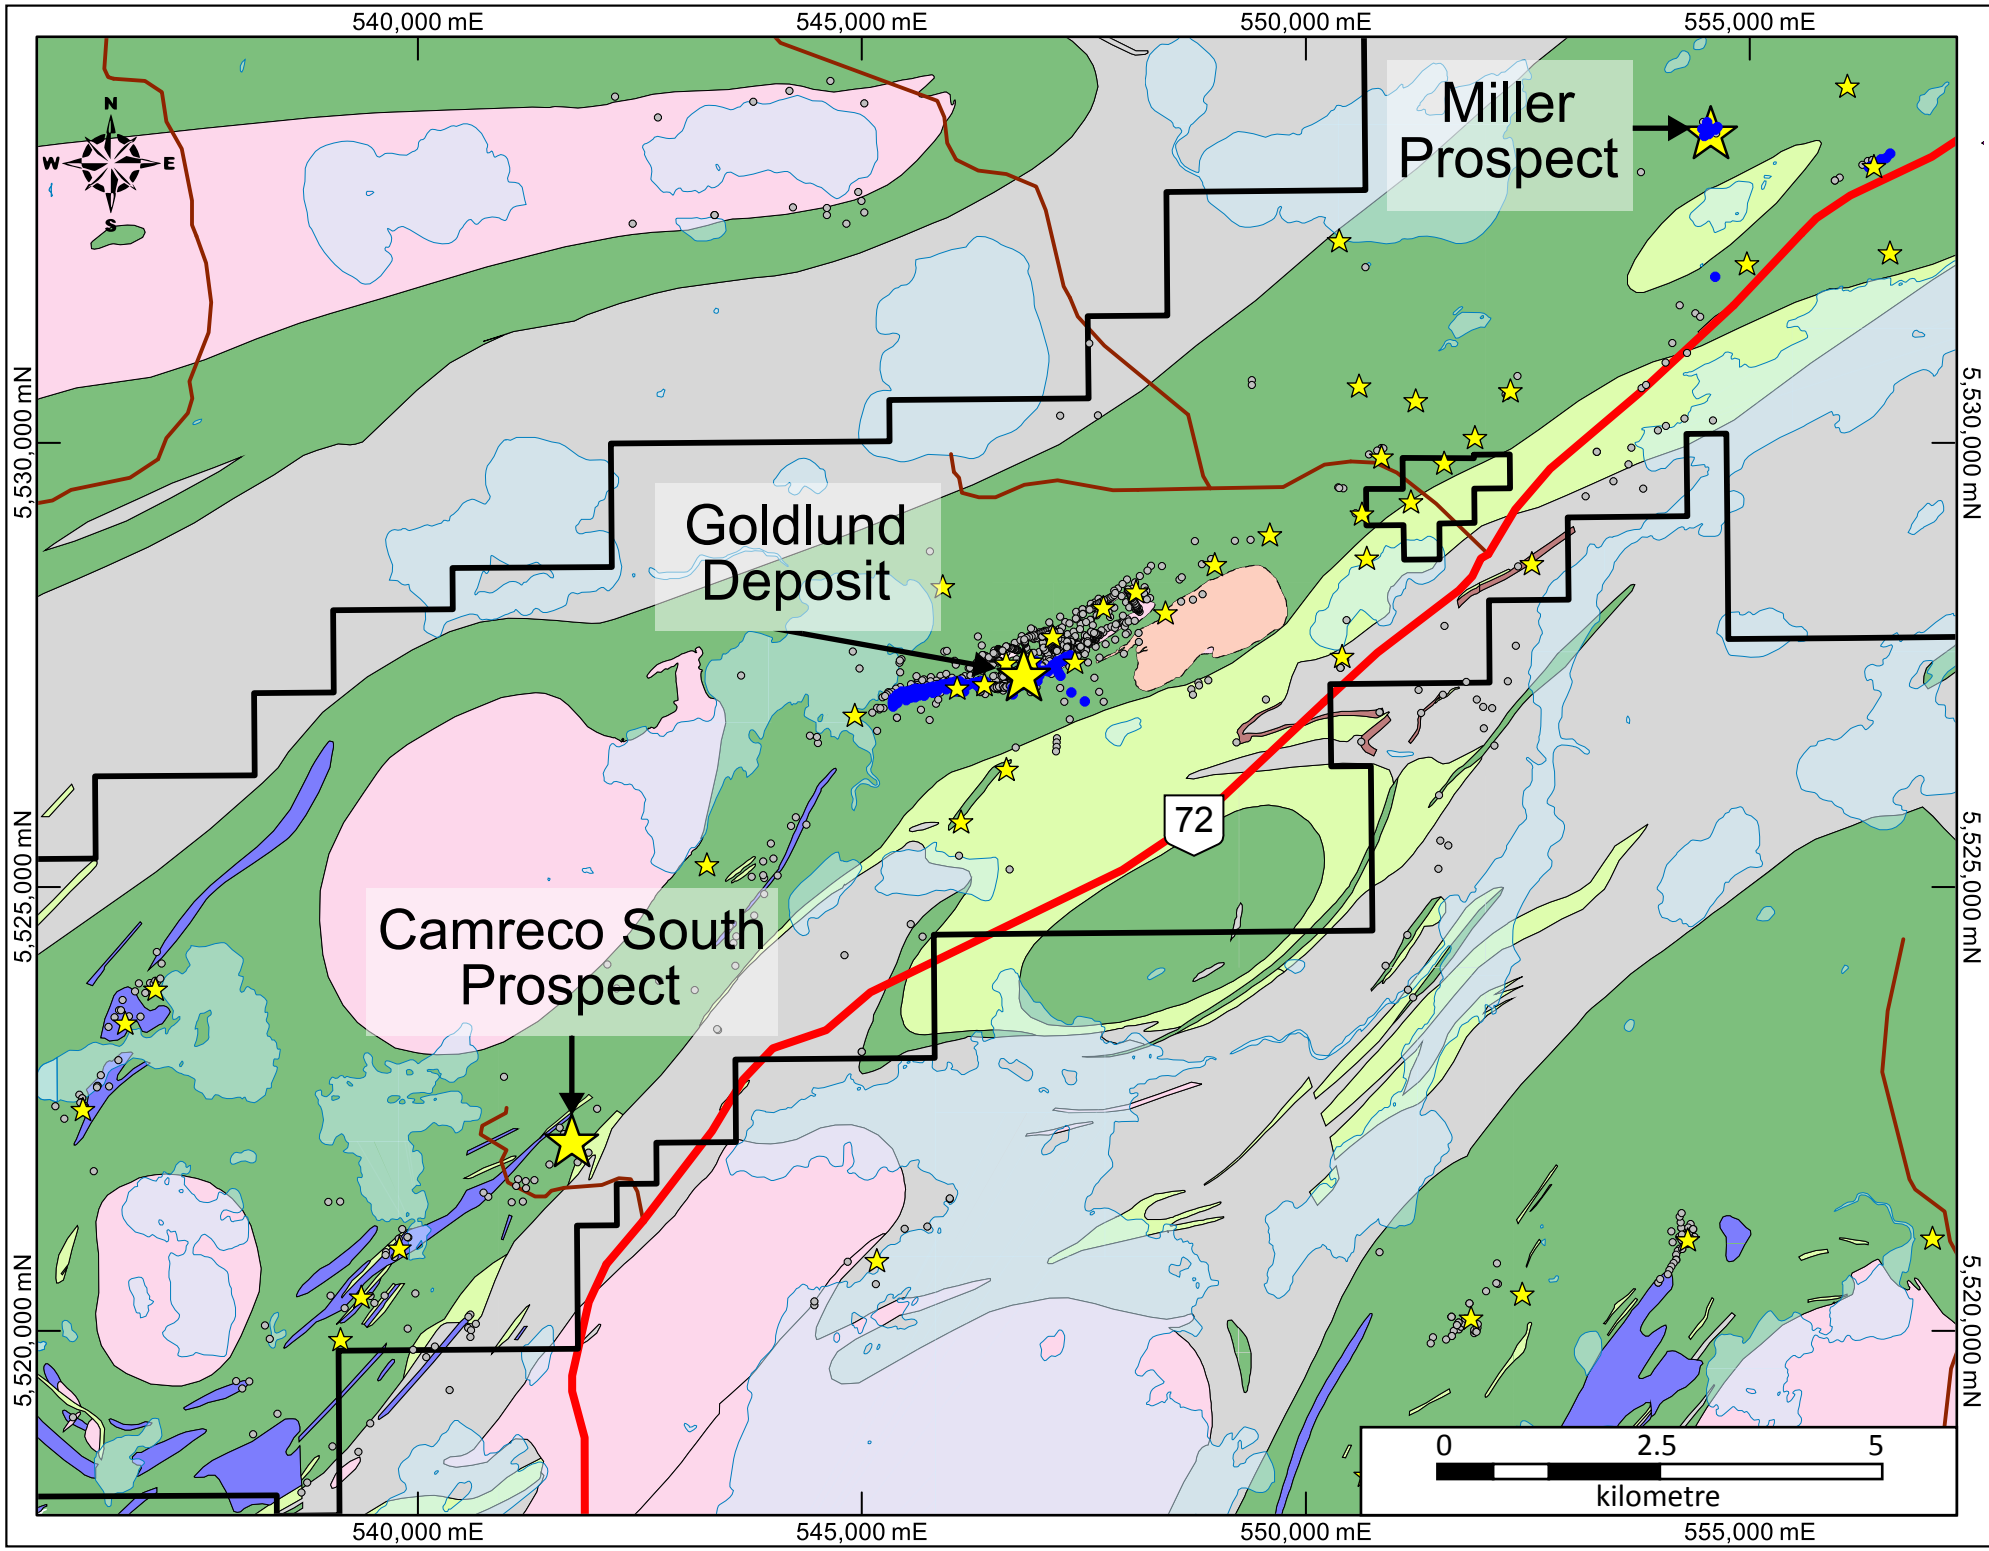 540,000 mE
545,000 mE
550,000 mE
555,000 mE
Miller
Prospect
N
W
E
S
5,530,000 mN
5,530,000 mN
Goldlund
Deposit
72
5,525,000 mN
5,525,000 mN
Camreco South
Prospect
5,520,000 mN
5,520,000 mN
0
2.5
5
kilometre
540,000 mE
545,000 mE
550,000 mE
555,000 mE